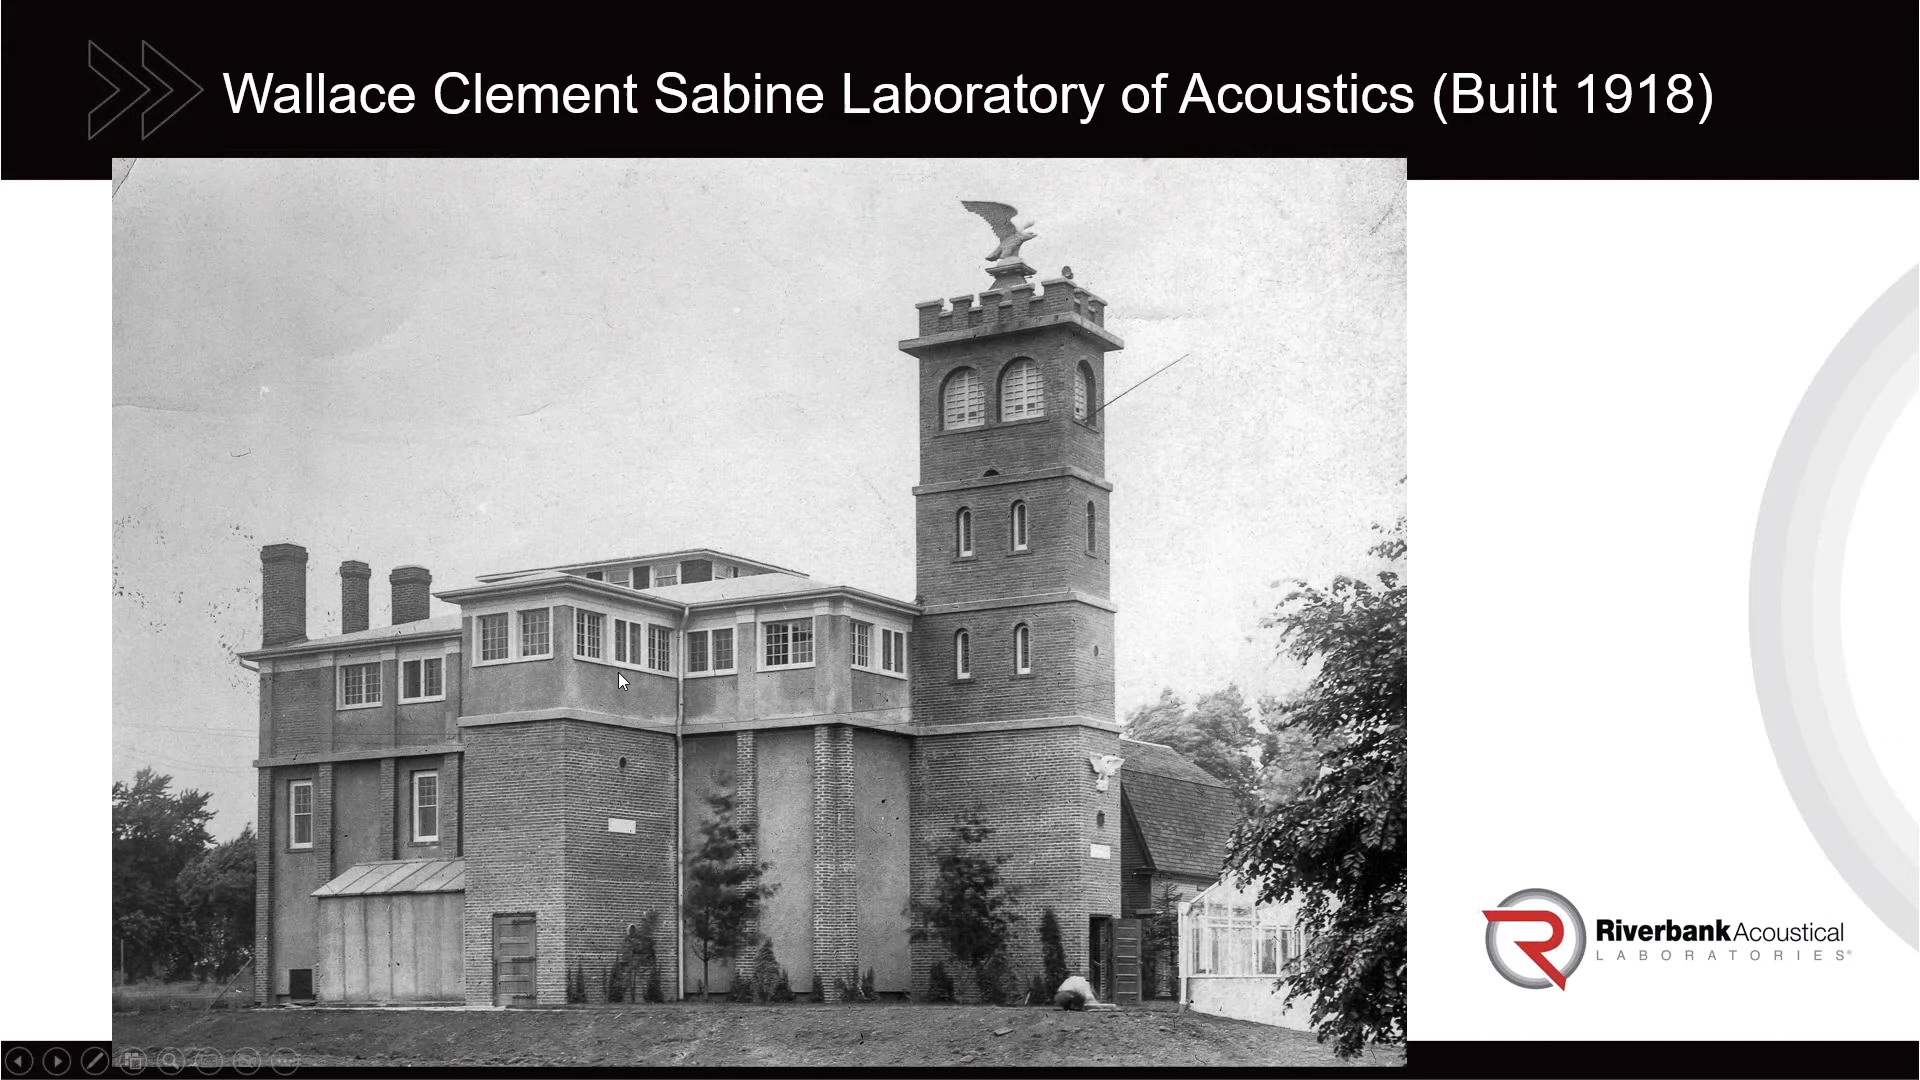 Wallace Clement Sabine Laboratory of Acoustics (Built 1918)
RiverbankAcoustical
LABORATORIES®